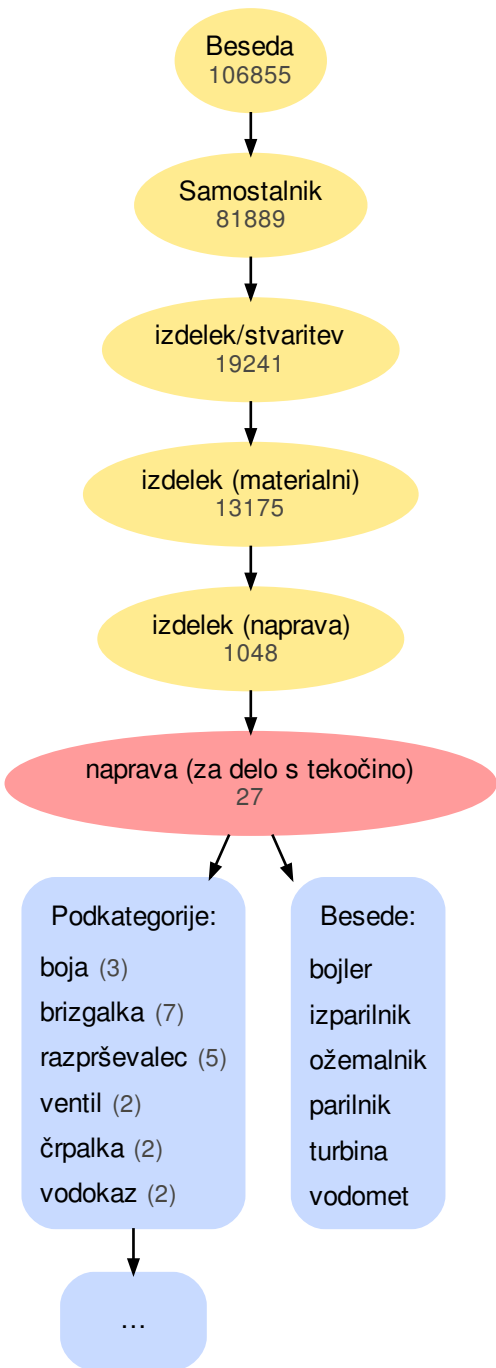 Beseda
106855
Samostalnik
81889
izdelek/stvaritev
19241
izdelek (materialni)
13175
izdelek (naprava)
1048
naprava (za delo s tekočino)
27
Podkategorije:
boja (3)
brizgalka (7)
razprševalec (5)
ventil (2)
črpalka (2)
vodokaz (2)
...
Besede:
bojler
izparilnik
ožemalnik
parilnik
turbina
vodomet